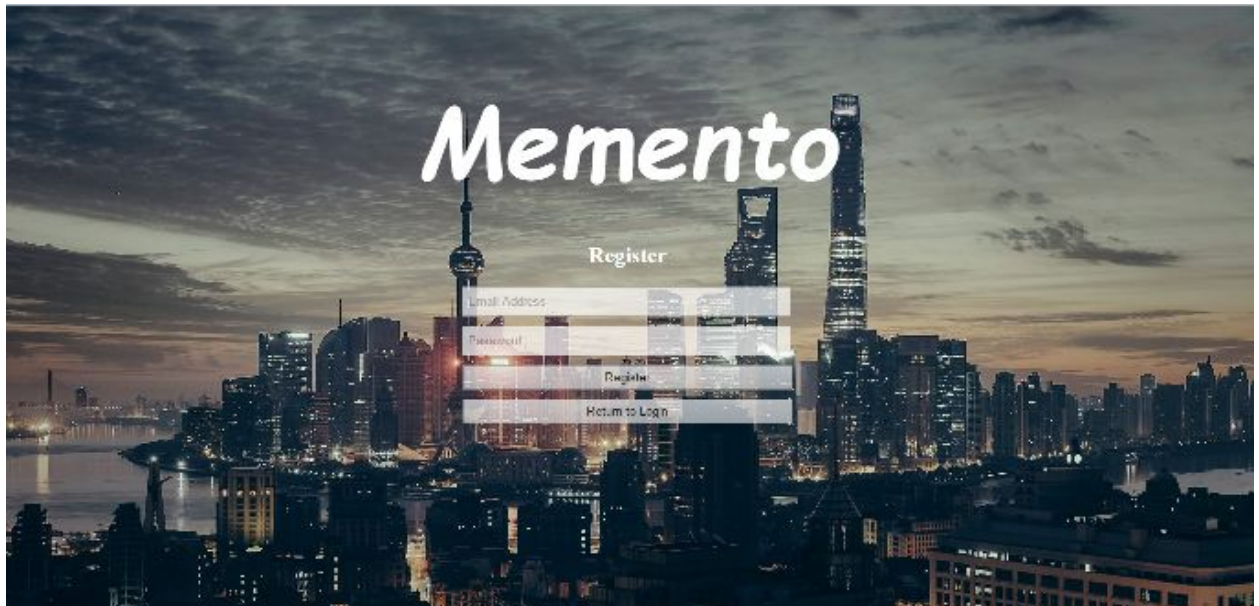 Memento
Register
Email Address
Password
Register
Return to Login